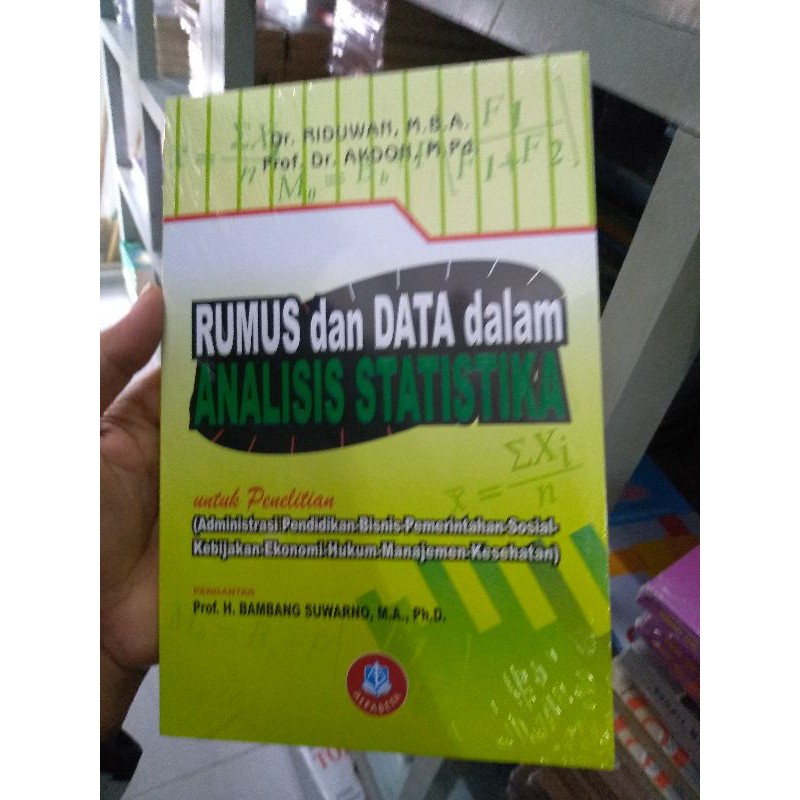 Dr. RIDUWAN, M.B.A.
Prof. Dr. AKDON, M.Pd.
RUMUS dan DATA dalam
ANALISIS STATISTIKA
untuk Penelitian
(Administrasi Pendidikan-Bisnis-Pemerintahan-Sosial-
Kebijakan-Ekonomi-Hukum-Manajemen-Kesehatan)
x̄ = ΣXi / n
PENGANTAR
Prof. H. BAMBANG SUWARNO, M.A., Ph.D.
ALFABETA